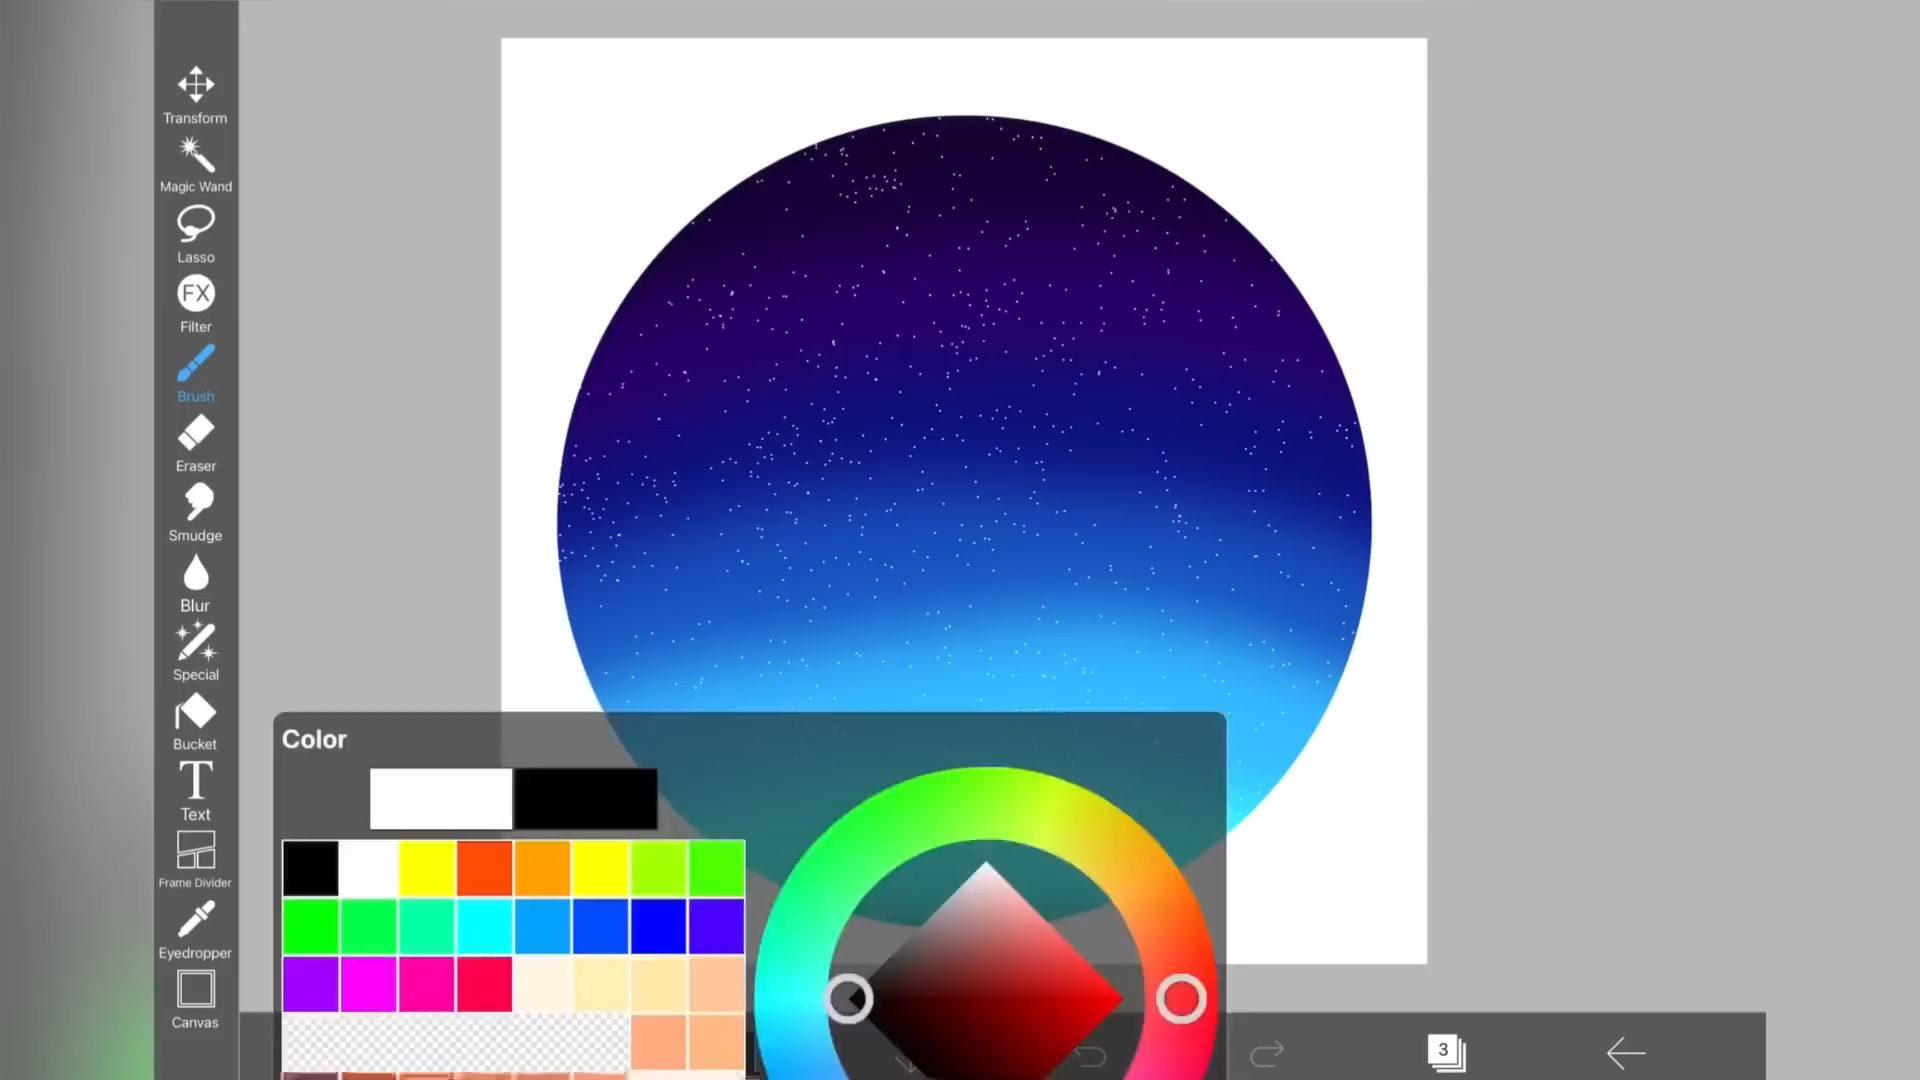 Transform
Magic Wand
Lasso
FX
Filter
Brush
Eraser
Smudge
Blur
Special
Bucket
T
Text
Frame Divider
Eyedropper
Canvas
Color
3